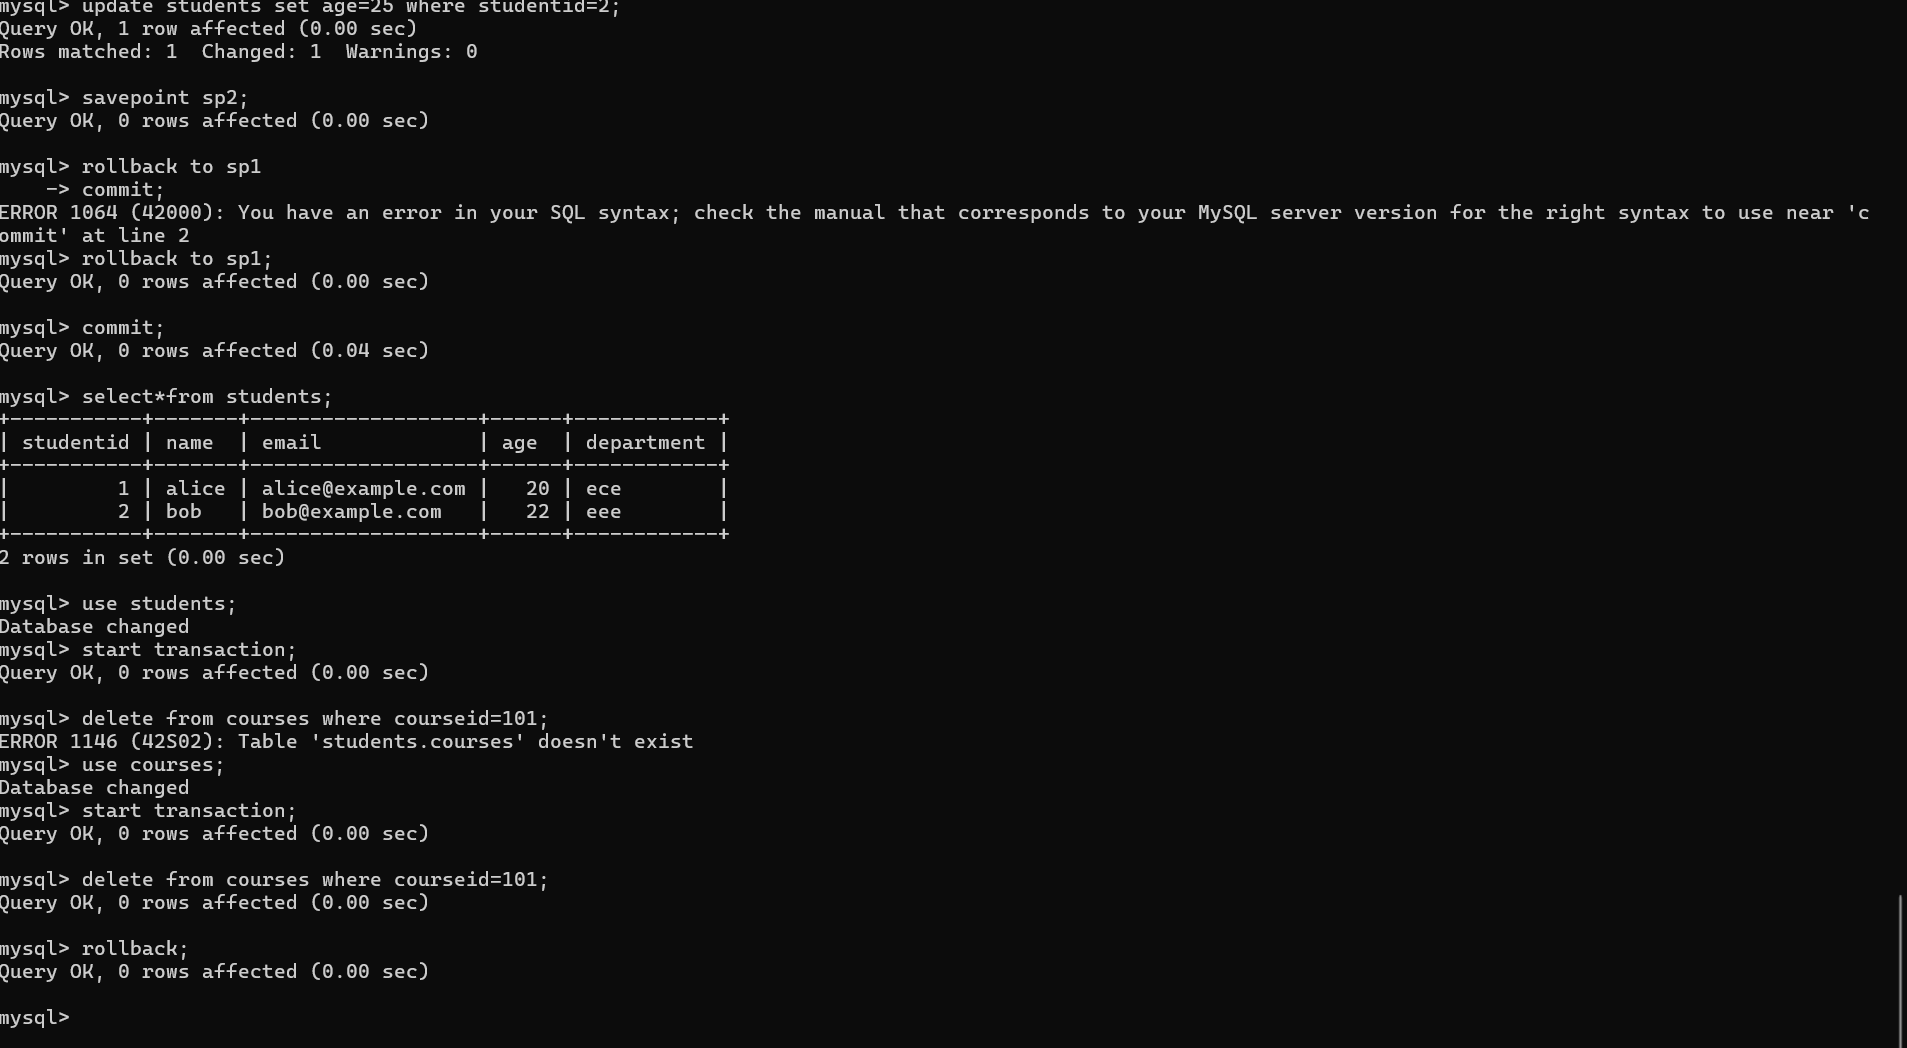 mysql> update students set age=25 where studentid=2;
Query OK, 1 row affected (0.00 sec)
Rows matched: 1  Changed: 1  Warnings: 0
mysql> savepoint sp2;
Query OK, 0 rows affected (0.00 sec)
mysql> rollback to sp1
    -> commit;
ERROR 1064 (42000): You have an error in your SQL syntax; check the manual that corresponds to your MySQL server version for the right syntax to use near 'c
ommit' at line 2
mysql> rollback to sp1;
Query OK, 0 rows affected (0.00 sec)
mysql> commit;
Query OK, 0 rows affected (0.04 sec)
mysql> select*from students;
+-----------+-------+-------------------+------+------------+
| studentid | name  | email             | age  | department |
+-----------+-------+-------------------+------+------------+
|         1 | alice | alice@example.com |   20 | ece        |
|         2 | bob   | bob@example.com   |   22 | eee        |
+-----------+-------+-------------------+------+------------+
2 rows in set (0.00 sec)
mysql> use students;
Database changed
mysql> start transaction;
Query OK, 0 rows affected (0.00 sec)
mysql> delete from courses where courseid=101;
ERROR 1146 (42S02): Table 'students.courses' doesn't exist
mysql> use courses;
Database changed
mysql> start transaction;
Query OK, 0 rows affected (0.00 sec)
mysql> delete from courses where courseid=101;
Query OK, 0 rows affected (0.00 sec)
mysql> rollback;
Query OK, 0 rows affected (0.00 sec)
mysql>